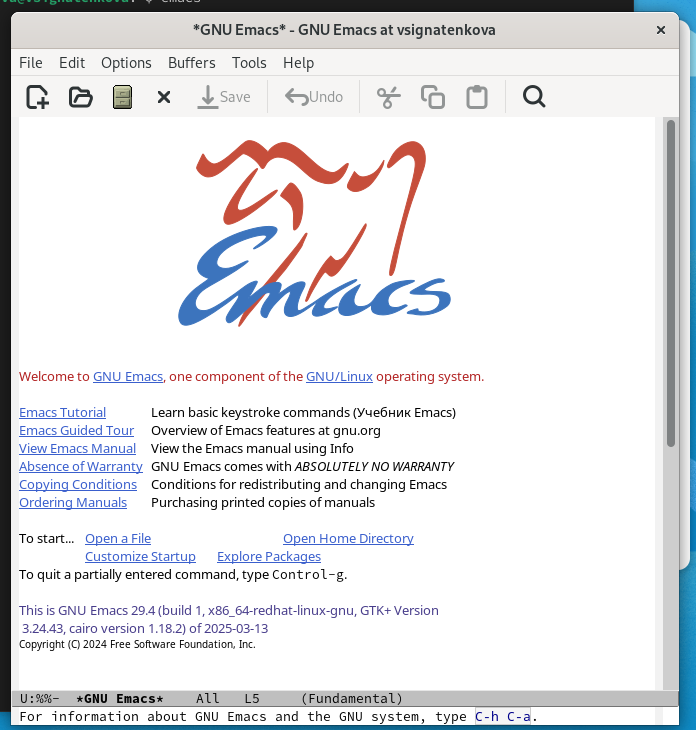 *GNU Emacs* - GNU Emacs at vsignatenkova
File Edit Options Buffers Tools Help
Save Undo
Emacs
Welcome to GNU Emacs, one component of the GNU/Linux operating system.
Emacs Tutorial Learn basic keystroke commands (Учебник Emacs)
Emacs Guided Tour Overview of Emacs features at gnu.org
View Emacs Manual View the Emacs manual using Info
Absence of Warranty GNU Emacs comes with ABSOLUTELY NO WARRANTY
Copying Conditions Conditions for redistributing and changing Emacs
Ordering Manuals Purchasing printed copies of manuals
To start... Open a File Open Home Directory
Customize Startup Explore Packages
To quit a partially entered command, type Control-g.
This is GNU Emacs 29.4 (build 1, x86_64-redhat-linux-gnu, GTK+ Version
3.24.43, cairo version 1.18.2) of 2025-03-13
Copyright (C) 2024 Free Software Foundation, Inc.
U:%%- *GNU Emacs* All L5 (Fundamental)
For information about GNU Emacs and the GNU system, type C-h C-a.